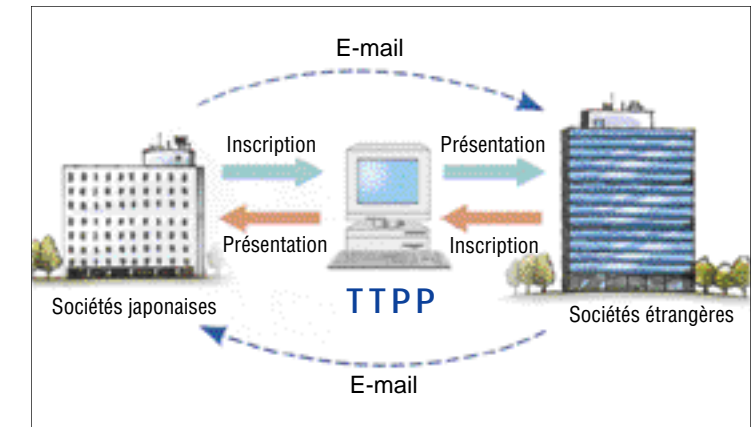 E-mail
Inscription
Présentation
Présentation
Inscription
TTPP
Sociétés japonaises
Sociétés étrangères
E-mail